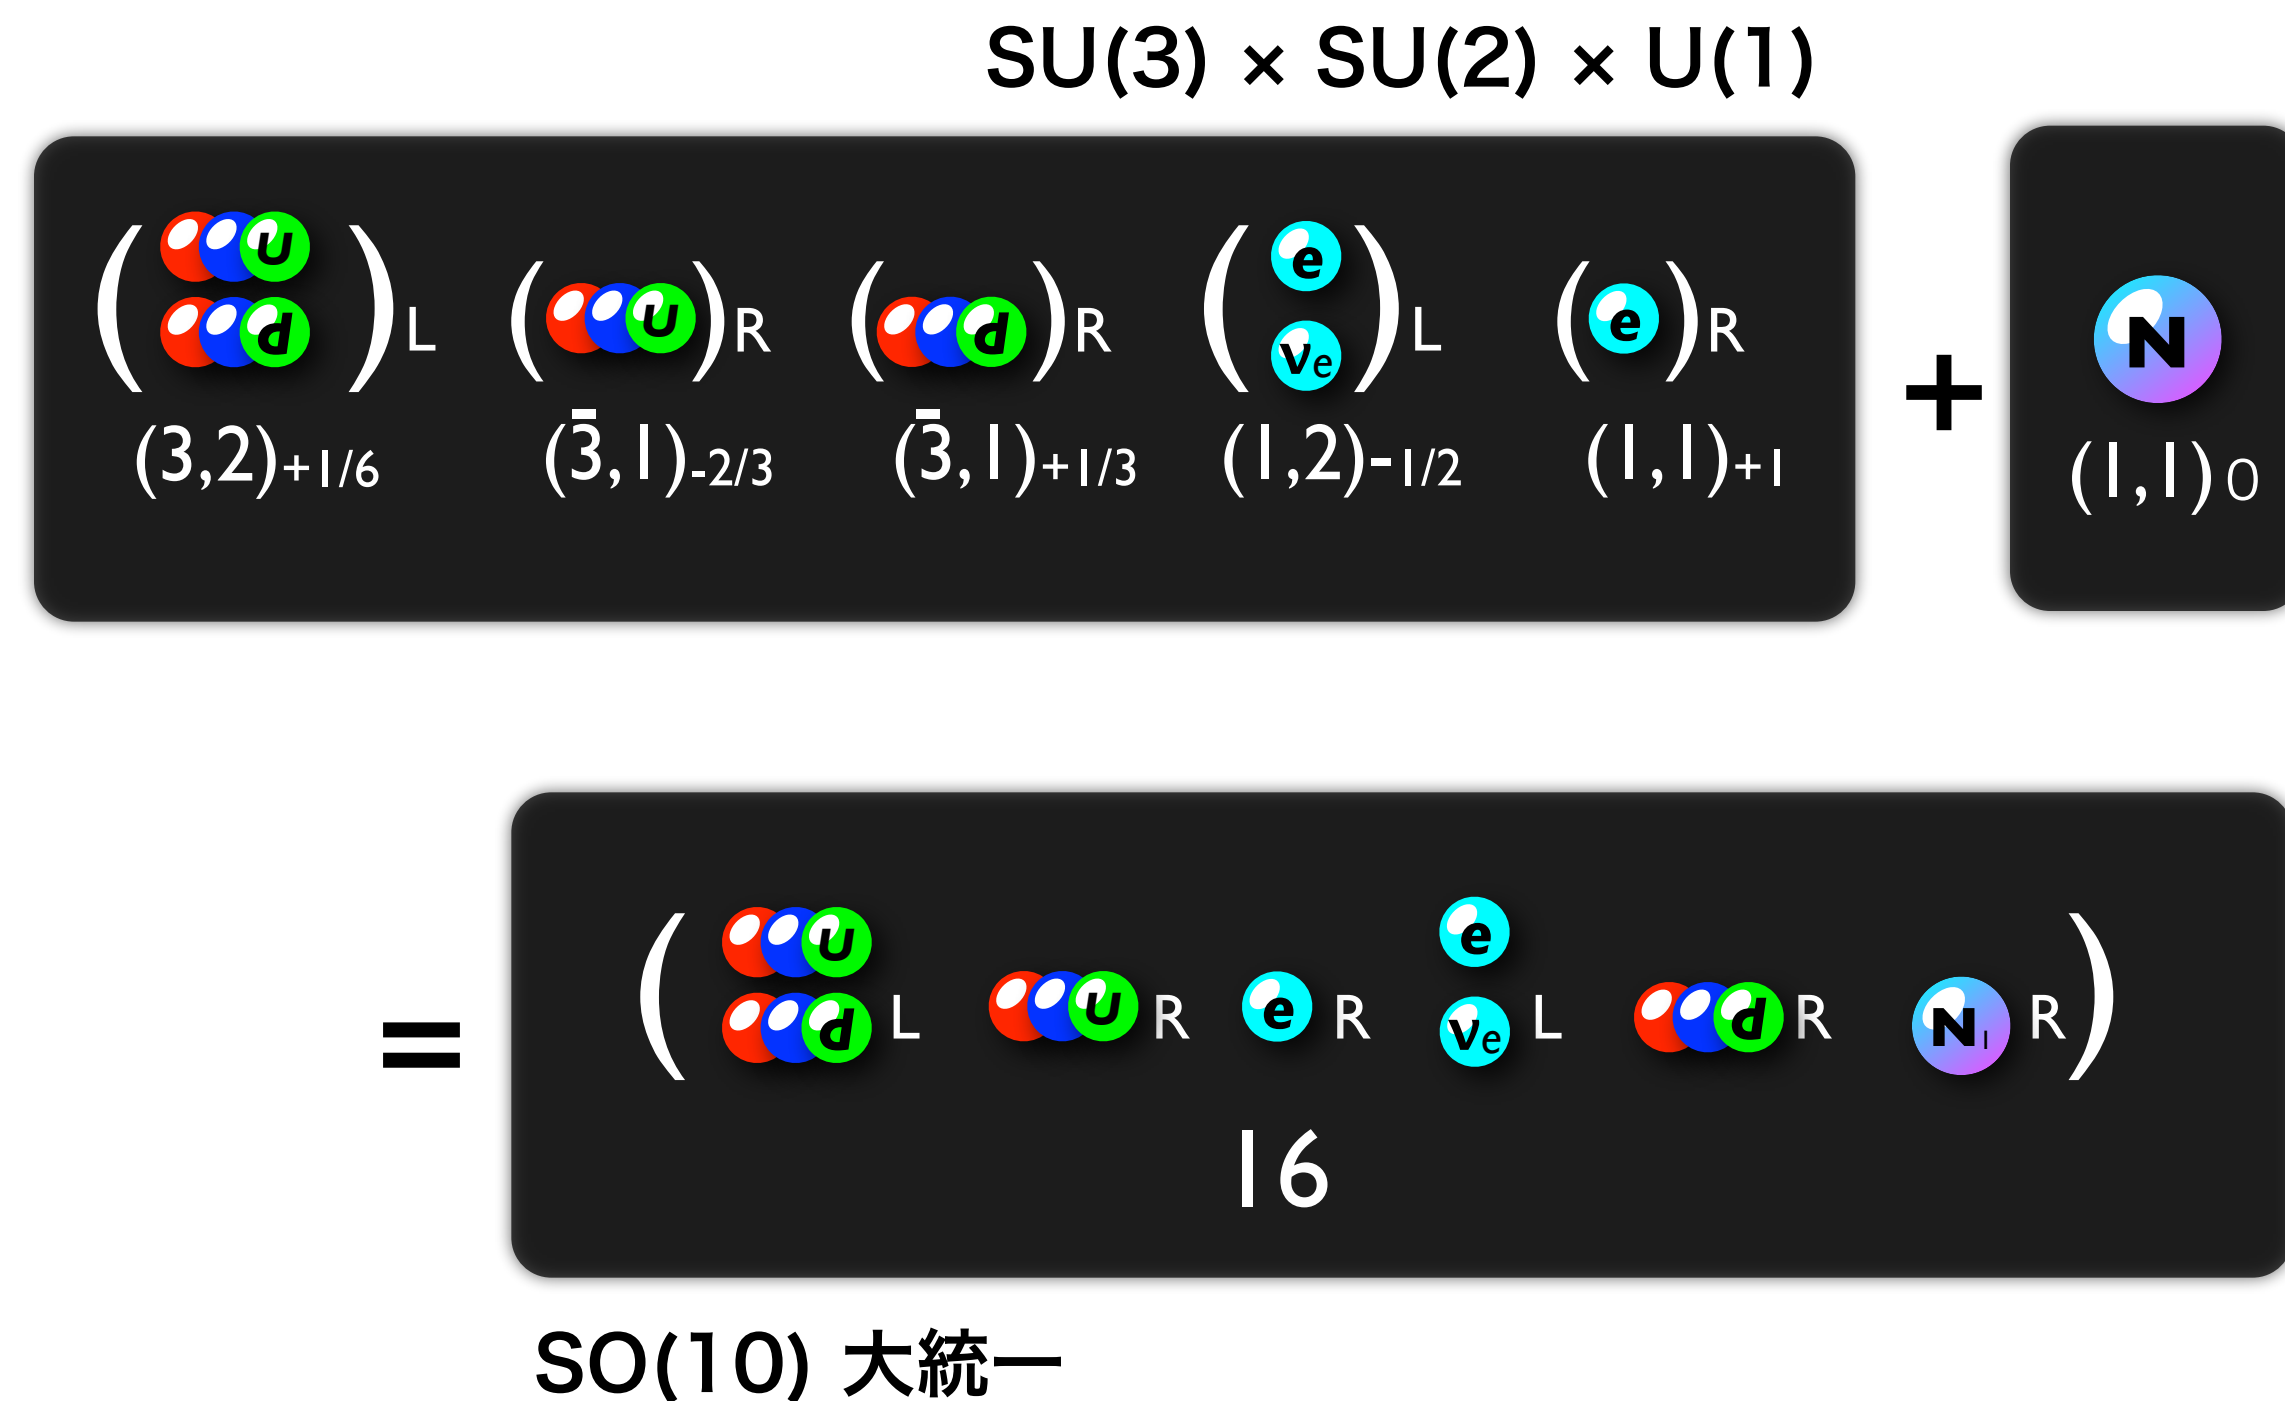 SU(3) × SU(2) × U(1)
( U d )L ( U )R ( d )R ( e νe )L ( e )R + N
(3,2)+1/6 (3̄,1)-2/3 (3̄,1)+1/3 (1,2)-1/2 (1,1)+1 (1,1)0
= ( U d L U R e R e νe L d R N1 R )
16
SO(10) 大統一